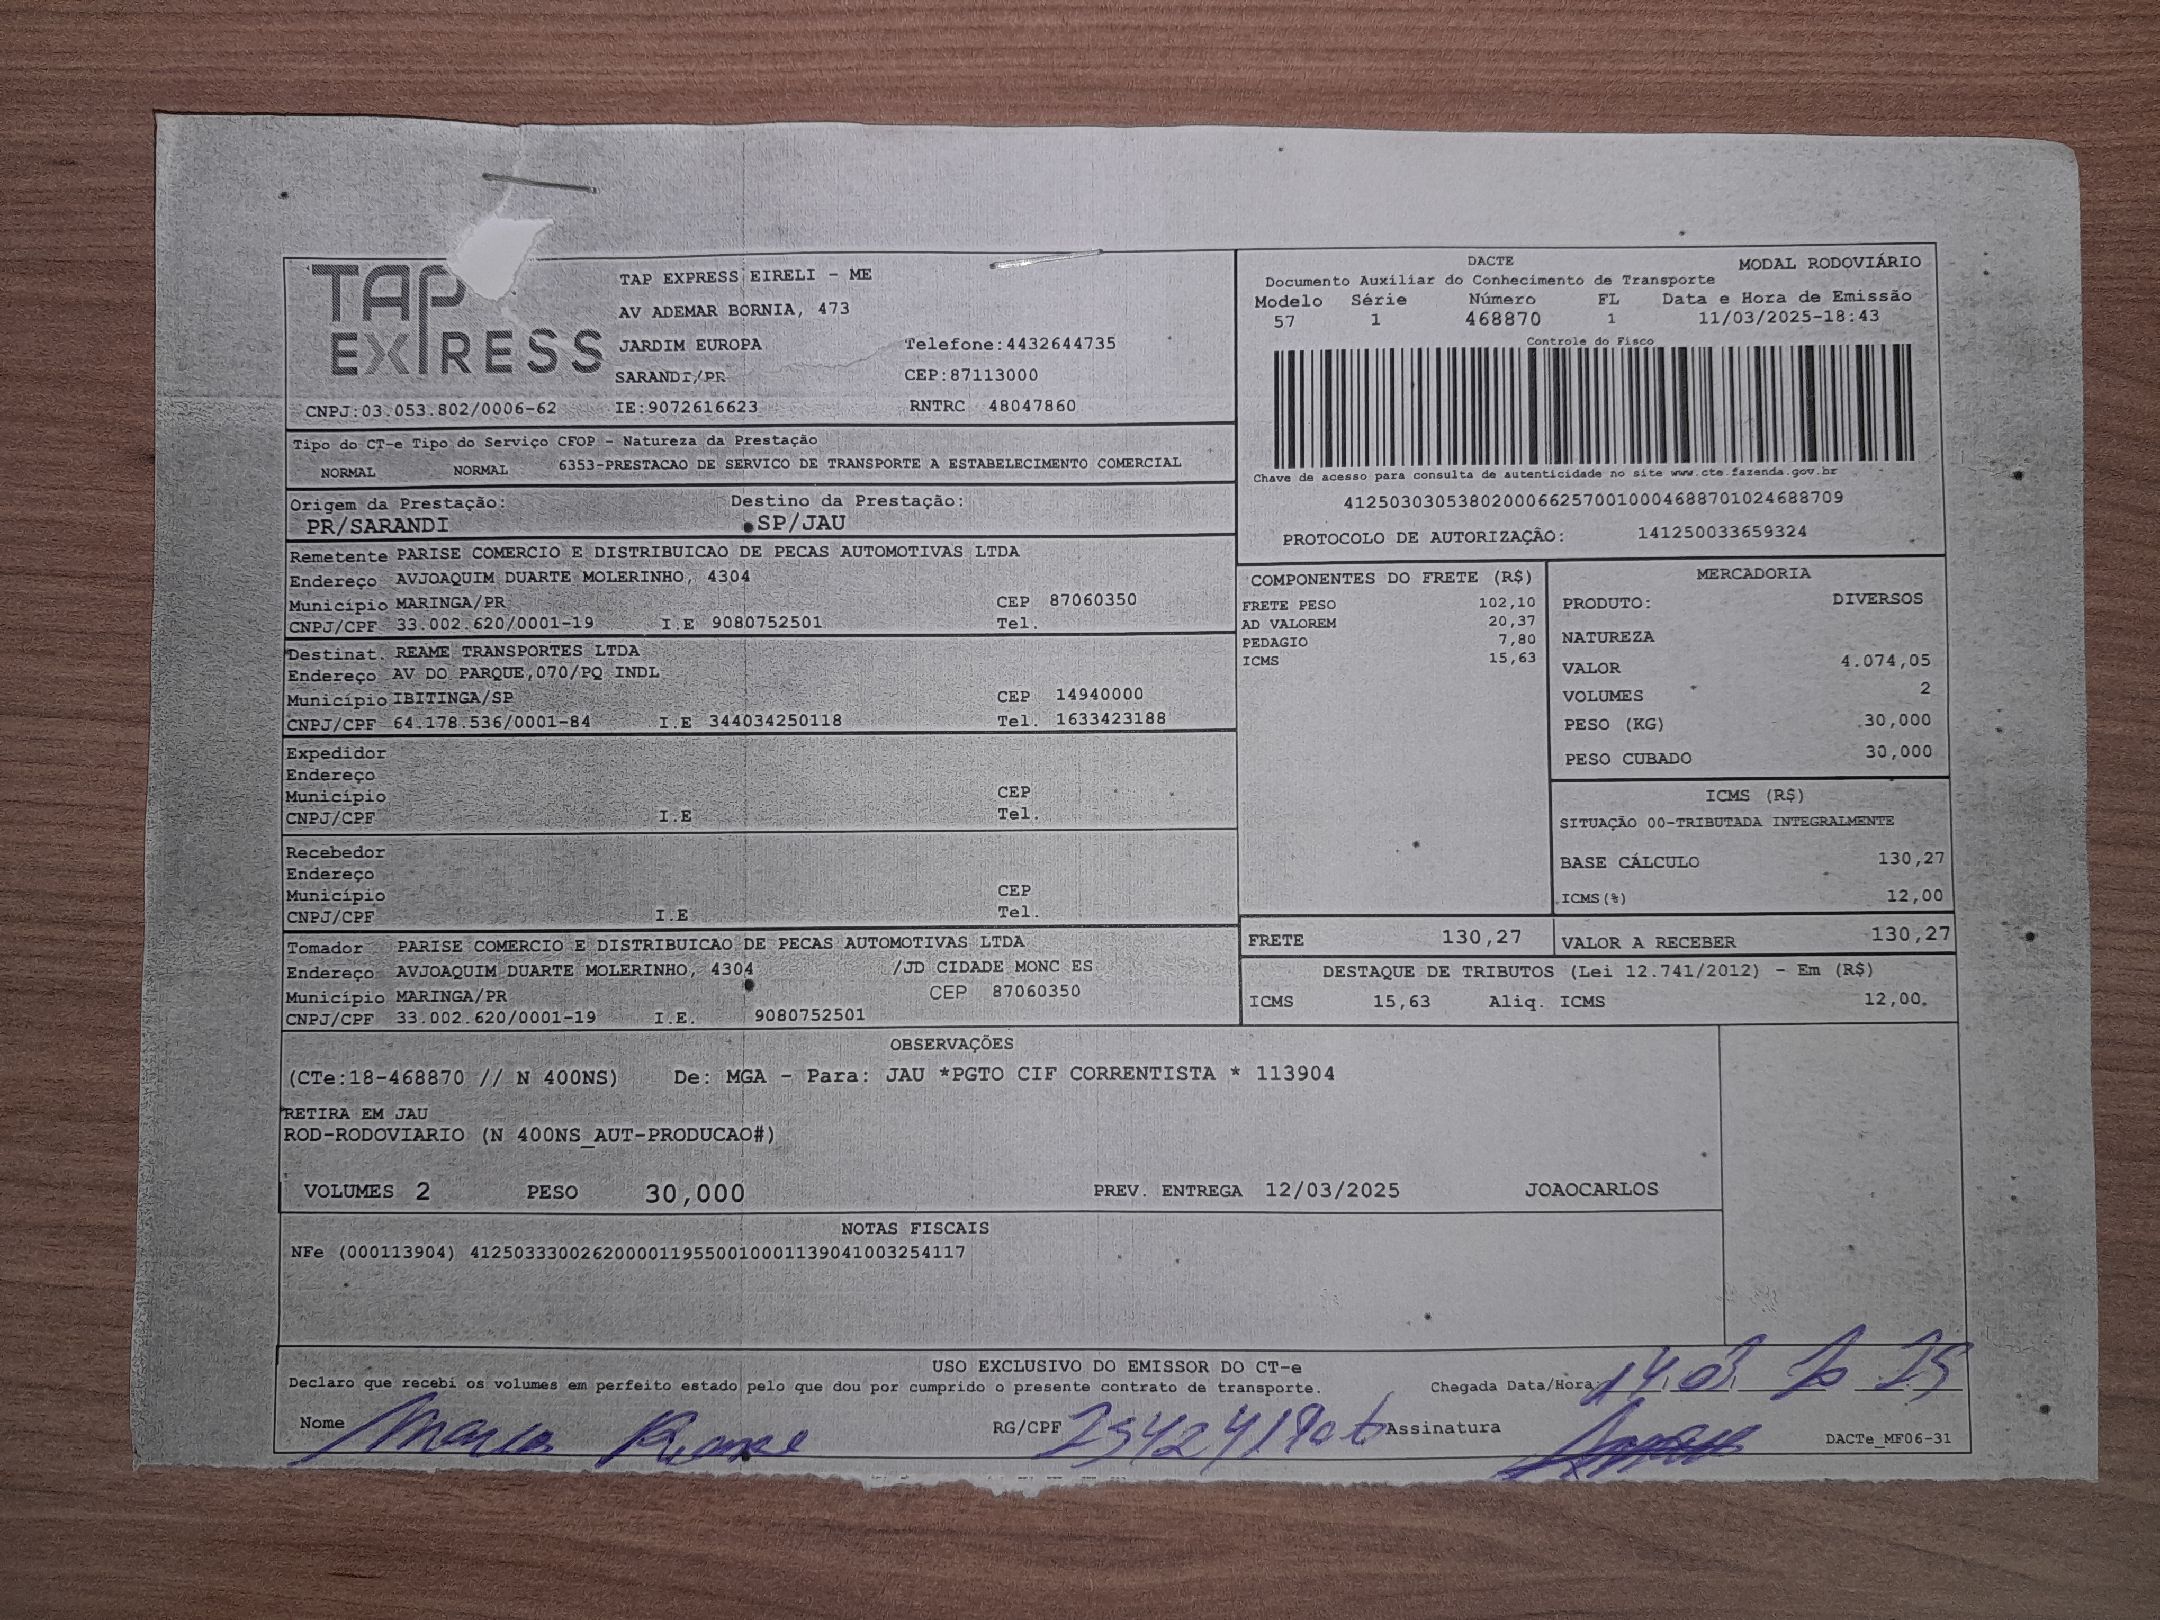 TAP EXPRESS
TAP EXPRESS EIRELI - ME
AV ADEMAR BORNIA, 473
JARDIM EUROPA Telefone:4432644735
SARANDI/PR CEP:87113000
CNPJ:03.053.802/0006-62 IE:9072616623 RNTRC 48047860
DACTE MODAL RODOVIÁRIO
Documento Auxiliar do Conhecimento de Transporte
Modelo Série Número FL Data e Hora de Emissão
57 1 468870 1 11/03/2025-18:43
Controle do Fisco
Chave de acesso para consulta de autenticidade no site www.cte.fazenda.gov.br
41250303053802000662570010004688701024688709
PROTOCOLO DE AUTORIZAÇÃO: 141250033659324
Tipo do CT-e Tipo do Serviço CFOP - Natureza da Prestação
NORMAL NORMAL 6353-PRESTACAO DE SERVICO DE TRANSPORTE A ESTABELECIMENTO COMERCIAL
Origem da Prestação: Destino da Prestação:
PR/SARANDI SP/JAU
Remetente PARISE COMERCIO E DISTRIBUICAO DE PECAS AUTOMOTIVAS LTDA
Endereço AVJOAQUIM DUARTE MOLERINHO, 4304
Município MARINGA/PR CEP 87060350
CNPJ/CPF 33.002.620/0001-19 I.E 9080752501 Tel.
Destinat. REAME TRANSPORTES LTDA
Endereço AV DO PARQUE,070/PQ INDL
Município IBITINGA/SP CEP 14940000
CNPJ/CPF 64.178.536/0001-84 I.E 344034250118 Tel. 1633423188
Expedidor
Endereço
Município CEP
CNPJ/CPF I.E Tel.
Recebedor
Endereço
Município CEP
CNPJ/CPF I.E Tel.
Tomador PARISE COMERCIO E DISTRIBUICAO DE PECAS AUTOMOTIVAS LTDA
Endereço AVJOAQUIM DUARTE MOLERINHO, 4304 /JD CIDADE MONC ES
Município MARINGA/PR CEP 87060350
CNPJ/CPF 33.002.620/0001-19 I.E. 9080752501
COMPONENTES DO FRETE (R$)
FRETE PESO 102,10
AD VALOREM 20,37
PEDAGIO 7,80
ICMS 15,63
MERCADORIA
PRODUTO: DIVERSOS
NATUREZA
VALOR 4.074,05
VOLUMES 2
PESO (KG) 30,000
PESO CUBADO 30,000
ICMS (R$)
SITUAÇÃO 00-TRIBUTADA INTEGRALMENTE
BASE CÁLCULO 130,27
ICMS(%) 12,00
FRETE 130,27 VALOR A RECEBER 130,27
DESTAQUE DE TRIBUTOS (Lei 12.741/2012) - Em (R$)
ICMS 15,63 Aliq. ICMS 12,00
OBSERVAÇÕES
(CTe:18-468870 // N 400NS) De: MGA - Para: JAU *PGTO CIF CORRENTISTA * 113904
RETIRA EM JAU
ROD-RODOVIARIO (N 400NS_AUT-PRODUCAO#)
VOLUMES 2 PESO 30,000 PREV. ENTREGA 12/03/2025 JOAOCARLOS
NOTAS FISCAIS
NFe (000113904) 41250333002620000119550010001139041003254117
USO EXCLUSIVO DO EMISSOR DO CT-e
Declaro que recebi os volumes em perfeito estado pelo que dou por cumprido o presente contrato de transporte. Chegada Data/Hora: 14.03 20 25
Nome RG/CPF Assinatura DACTe_MF06-31